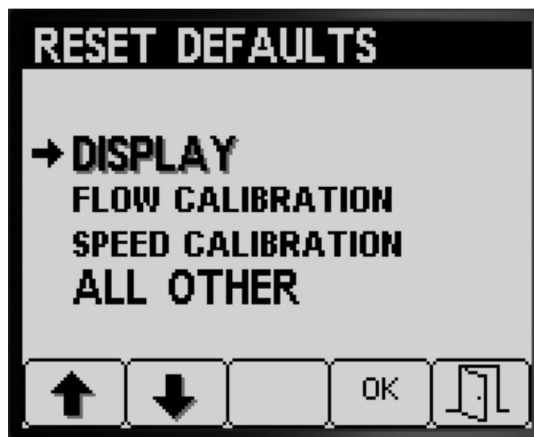 RESET DEFAULTS
DISPLAY
FLOW CALIBRATION
SPEED CALIBRATION
ALL OTHER
OK